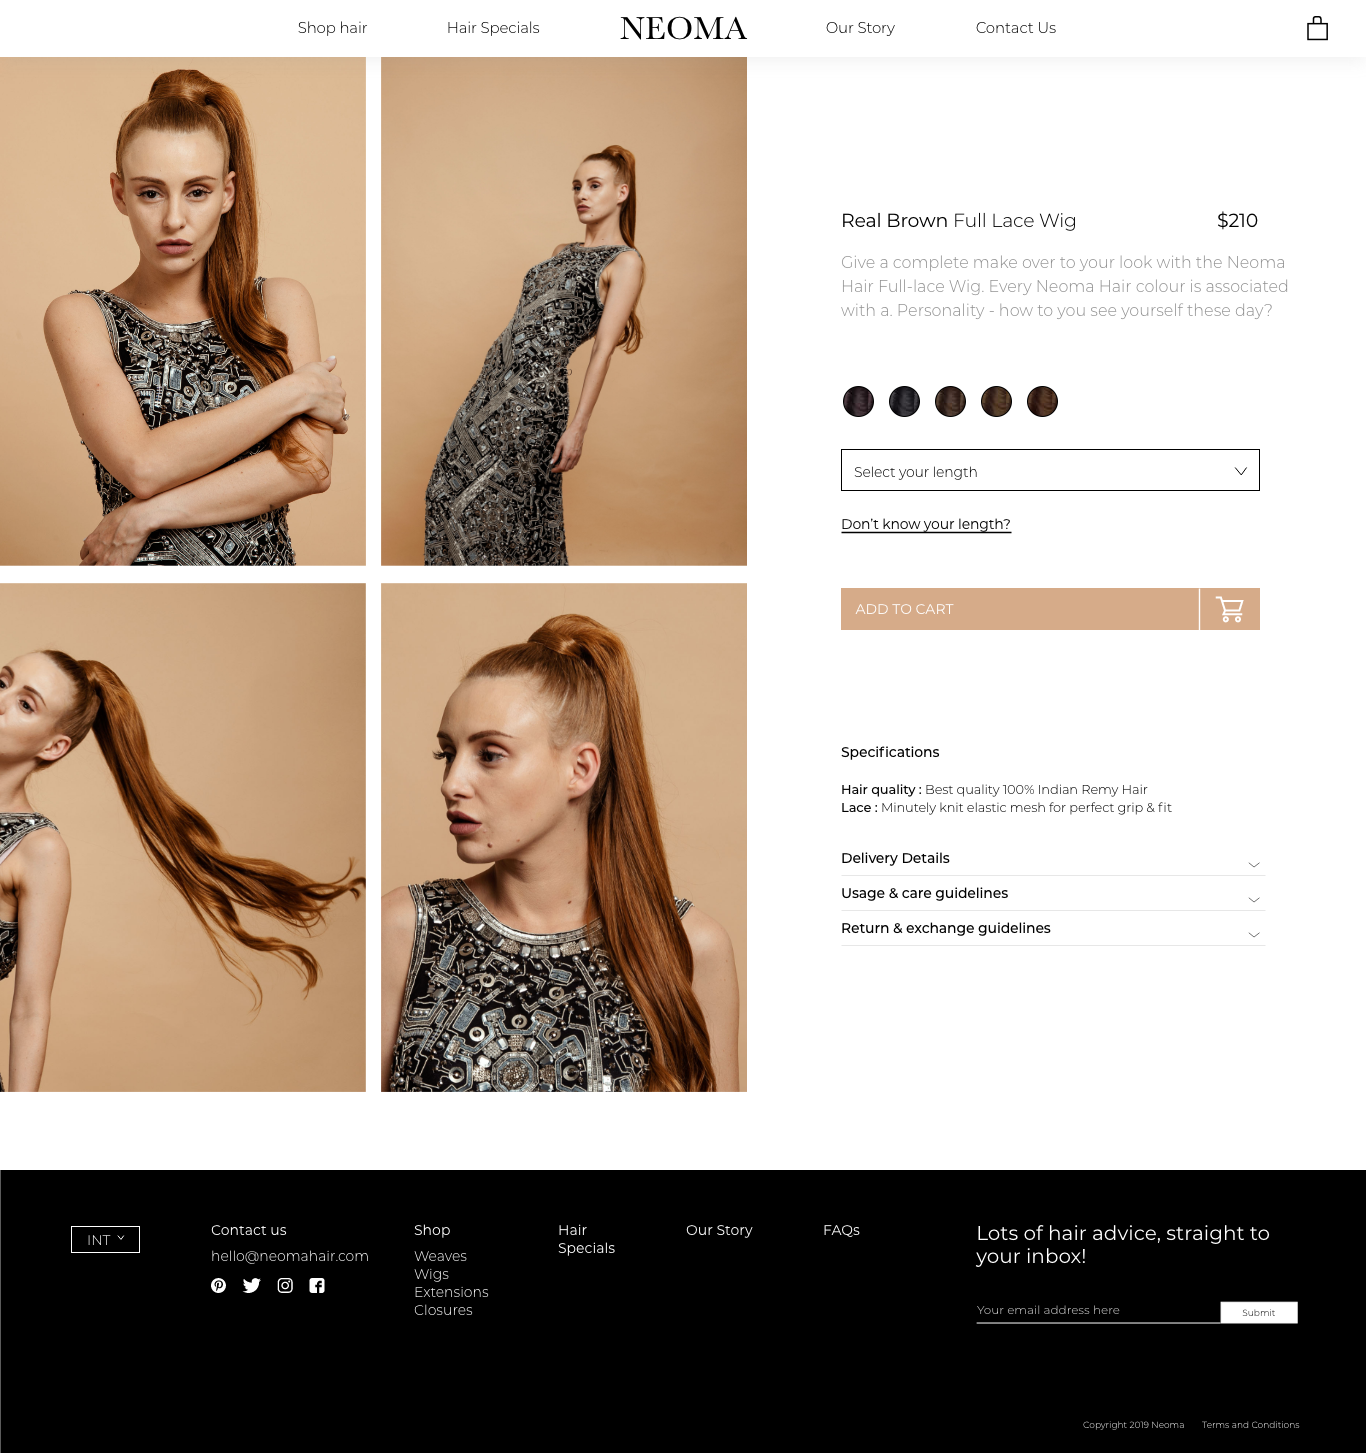 Shop hair
Hair Specials
NEOMA
Our Story
Contact Us
Real Brown Full Lace Wig
$210
Give a complete make over to your look with the Neoma
Hair Full-lace Wig. Every Neoma Hair colour is associated
with a. Personality - how to you see yourself these day?
Select your length
Don't know your length?
ADD TO CART
Specifications
Hair quality : Best quality 100% Indian Remy Hair
Lace : Minutely knit elastic mesh for perfect grip & fit
Delivery Details
Usage & care guidelines
Return & exchange guidelines
INT
Contact us
hello@neomahair.com
Shop
Weaves
Wigs
Extensions
Closures
Hair
Specials
Our Story
FAQs
Lots of hair advice, straight to
your inbox!
Your email address here
Submit
Copyright 2019 Neoma
Terms and Conditions